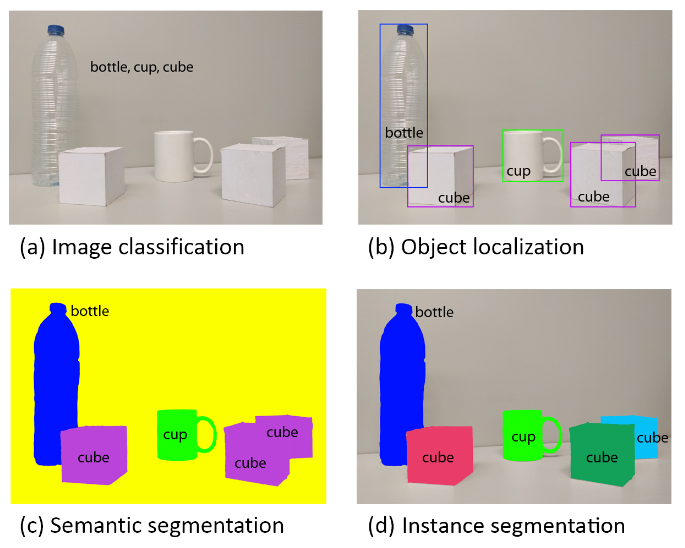 bottle, cup, cube
bottle
cup
cube
cube
cube
(a) Image classification
(b) Object localization
bottle
cup
cube
cube
cube
bottle
cup
cube
cube
cube
(c) Semantic segmentation
(d) Instance segmentation